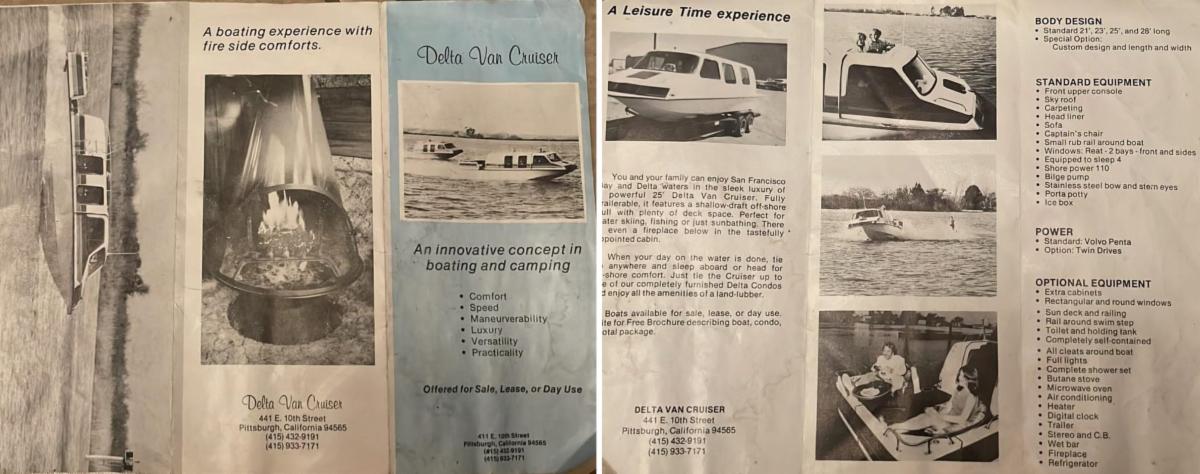 A boating experience with
fire side comforts.
Delta Van Cruiser
441 E. 10th Street
Pittsburg, California 94565
(415) 432-9191
(415) 933-7171
Delta Van Cruiser
An innovative concept in
boating and camping
• Comfort
• Speed
• Maneurverability
• Luxury
• Versatility
• Practicality
Offered for Sale, Lease, or Day Use
411 E. 10th Street
Pittsburg, California 94565
(415) 432-9191
(415) 933-7171
A Leisure Time experience
You and your family can enjoy San Francisco
ay and Delta waters in the sleek luxury of
powerful 25' Delta Van Cruiser. Fully
railerable, it features a shallow-draft off-shore
ull with plenty of deck space. Perfect for
ater skiing, fishing or just sunbathing. There
even a fireplace below in the tastefully
ppointed cabin.
When your day on the water is done, tie
anywhere and sleep aboard or head for
-shore comfort. Just tie the Cruiser up to
e of our completely furnished Delta Condos
d enjoy all the amenities of a land-lubber.
Boats available for sale, lease, or day use.
ite for Free Brochure describing boat, condo,
otal package.
DELTA VAN CRUISER
441 E. 10th Street
Pittsburg, California 94565
(415) 432-9191
(415) 933-7171
BODY DESIGN
• Standard 21', 23', 25', and 28' long
• Special Option:
Custom design and length and width
STANDARD EQUIPMENT
• Front upper console
• Sky roof
• Carpeting
• Head liner
• Sofa
• Captain's chair
• Small rub rail around boat
• Windows: Reat - 2 bays - front and sides
• Equipped to sleep 4
• Shore power 110
• Bilge pump
• Stainless steel bow and stern eyes
• Porta potty
• Ice box
POWER
• Standard: Volvo Penta
• Option: Twin Drives
OPTIONAL EQUIPMENT
• Extra cabinets
• Rectangular and round windows
• Sun deck and railing
• Rail around swim step
• Toilet and holding tank
• Completely self-contained
• All cleats around boat
• Full lights
• Complete shower set
• Butane stove
• Microwave oven
• Air conditioning
• Heater
• Digital clock
• Trailer
• Stereo and C.B.
• Wet bar
• Fireplace
• Refrigerator